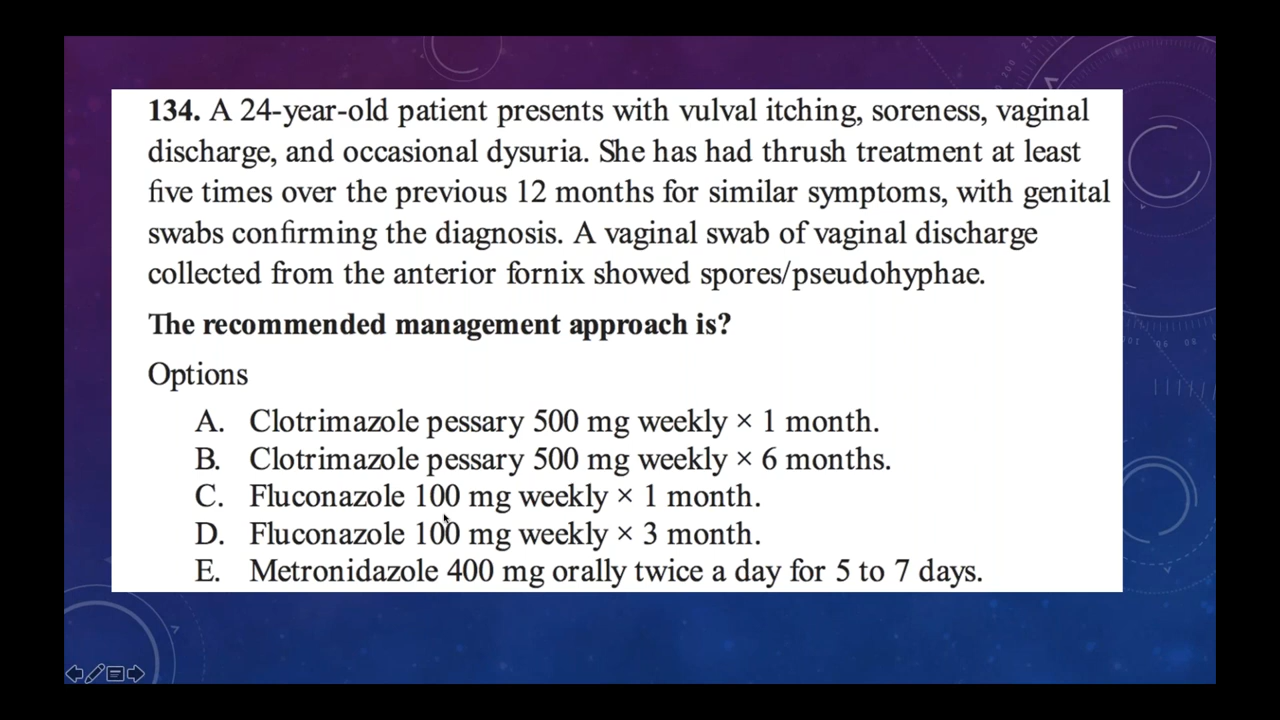 134. A 24-year-old patient presents with vulval itching, soreness, vaginal
discharge, and occasional dysuria. She has had thrush treatment at least
five times over the previous 12 months for similar symptoms, with genital
swabs confirming the diagnosis. A vaginal swab of vaginal discharge
collected from the anterior fornix showed spores/pseudohyphae.
The recommended management approach is?
Options
A. Clotrimazole pessary 500 mg weekly × 1 month.
B. Clotrimazole pessary 500 mg weekly × 6 months.
C. Fluconazole 100 mg weekly × 1 month.
D. Fluconazole 100 mg weekly × 3 month.
E. Metronidazole 400 mg orally twice a day for 5 to 7 days.